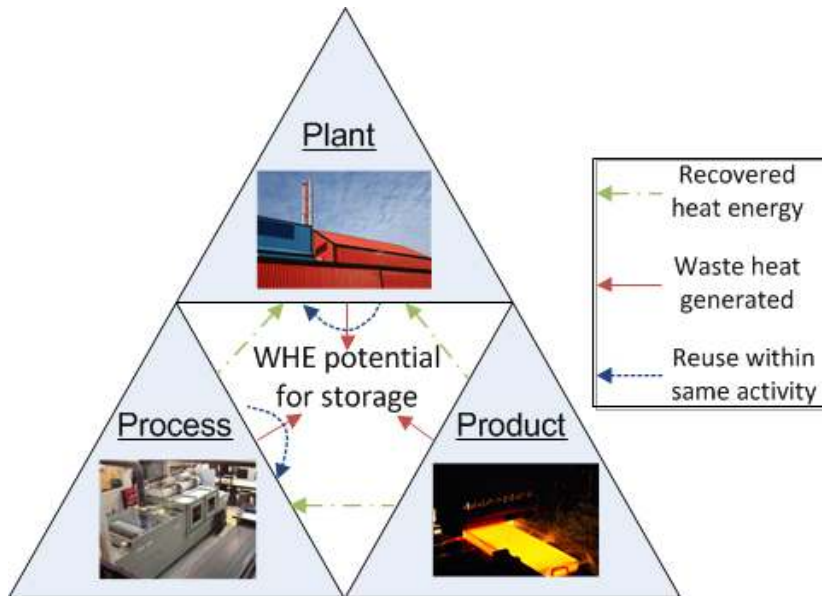 Plant
WHE potential
for storage
Process
Product
Recovered
heat energy
Waste heat
generated
Reuse within
same activity